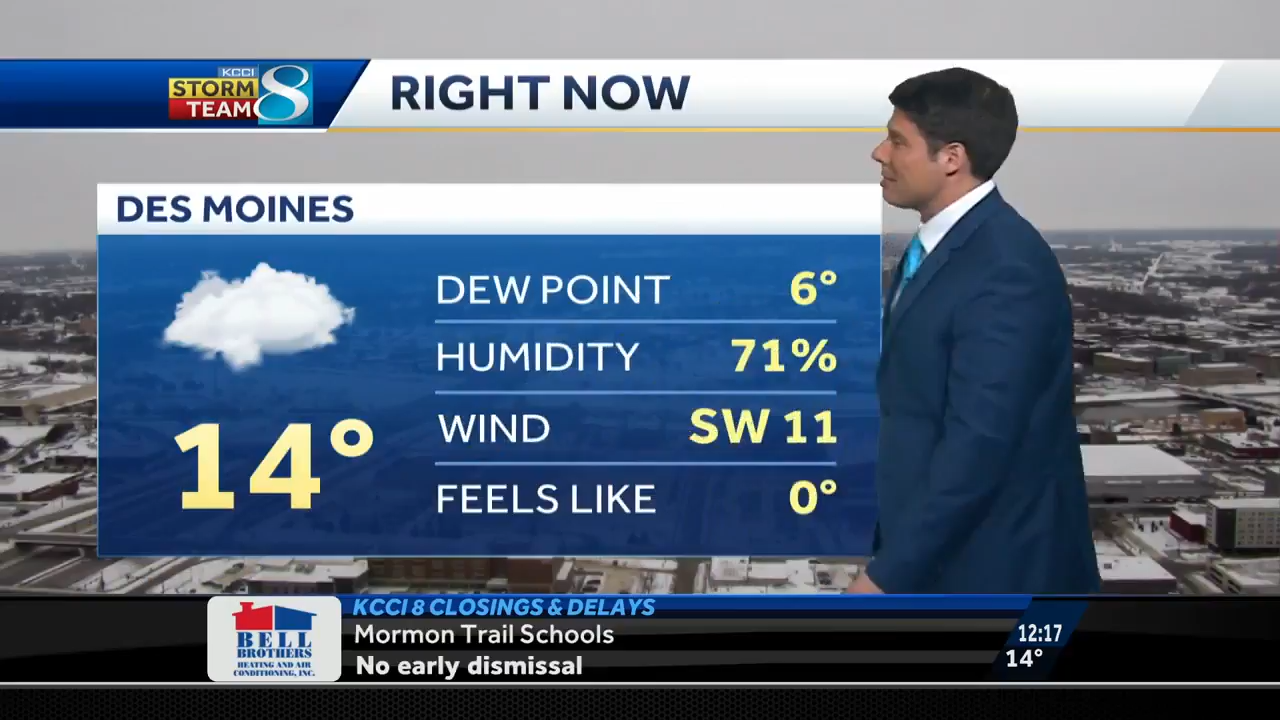 KCCI
STORM
TEAM 8
RIGHT NOW
DES MOINES
14°
DEW POINT 6°
HUMIDITY 71%
WIND SW 11
FEELS LIKE 0°
BELL
BROTHERS
HEATING AND AIR
CONDITIONING, INC.
KCCI 8 CLOSINGS & DELAYS
Mormon Trail Schools
No early dismissal
12:17
14°